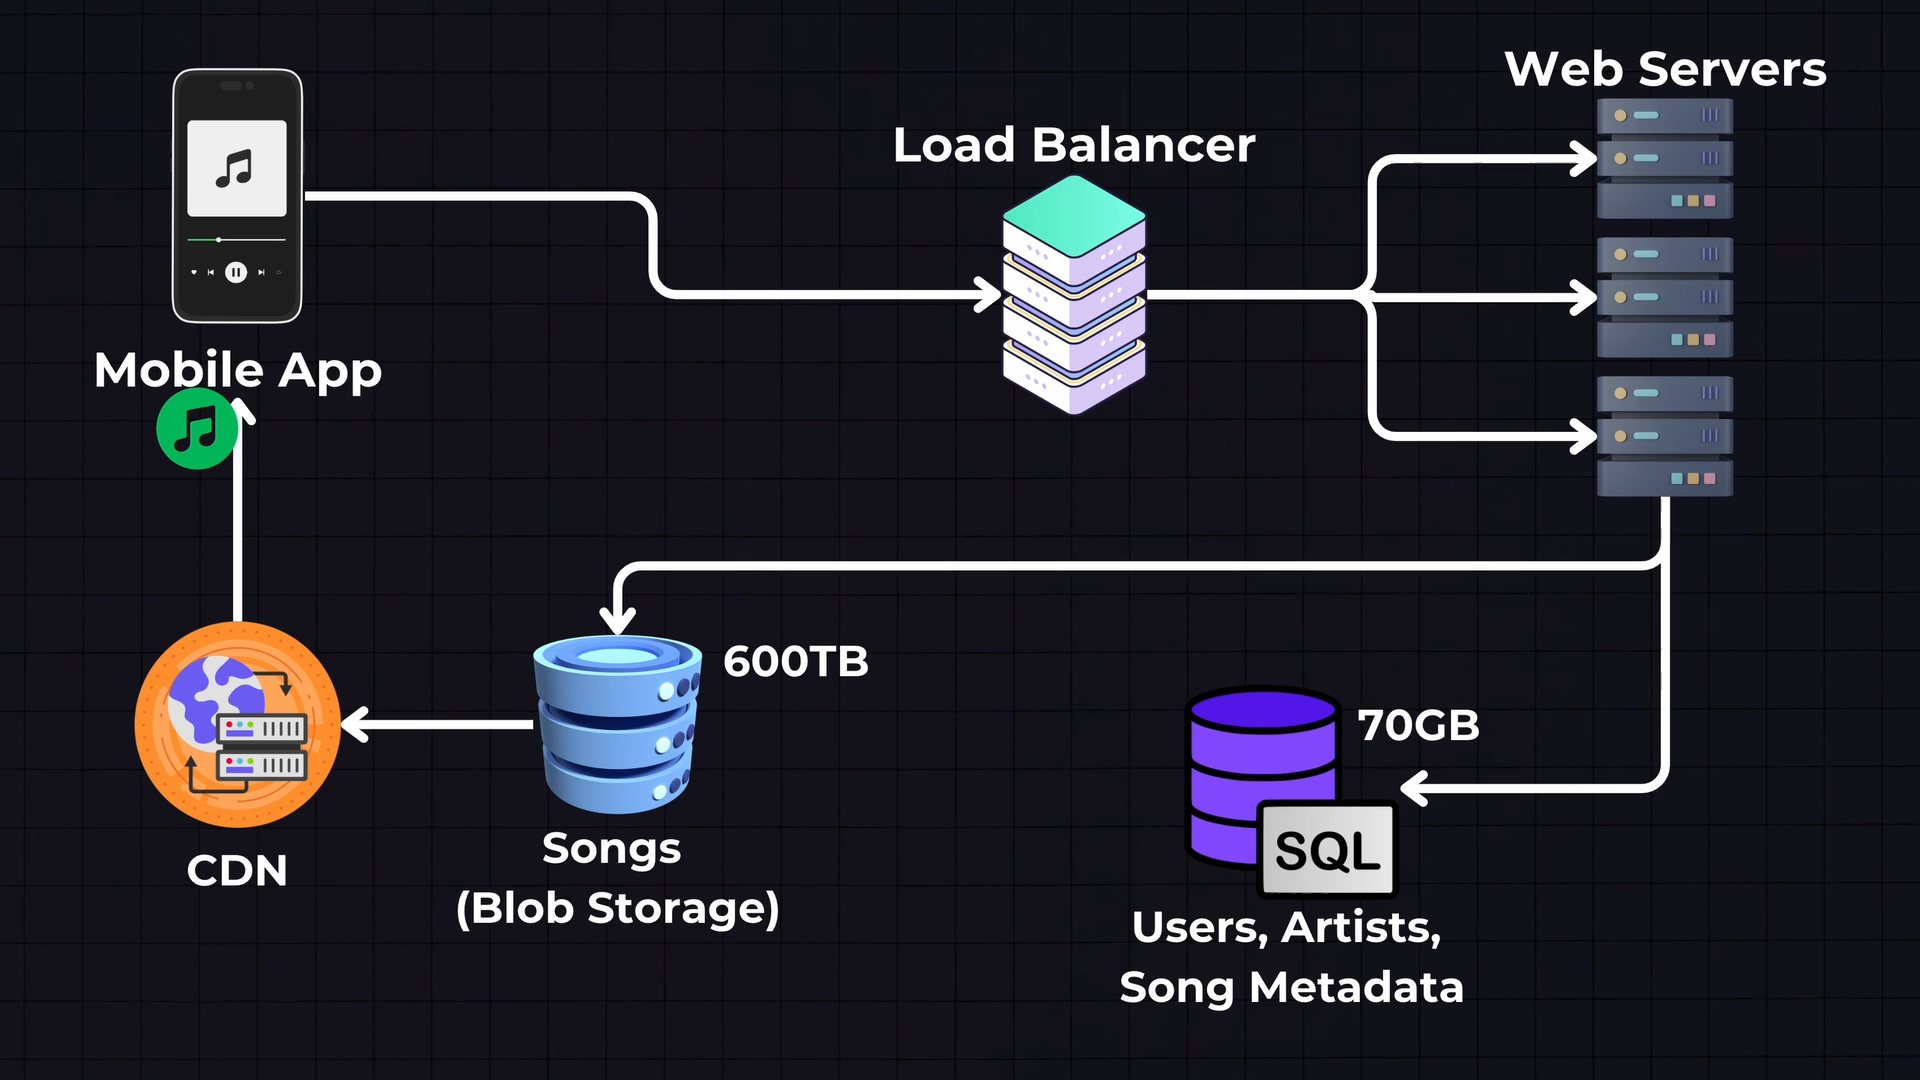 Web Servers
Load Balancer
Mobile App
600TB
70GB
SQL
Songs
(Blob Storage)
CDN
Users, Artists,
Song Metadata